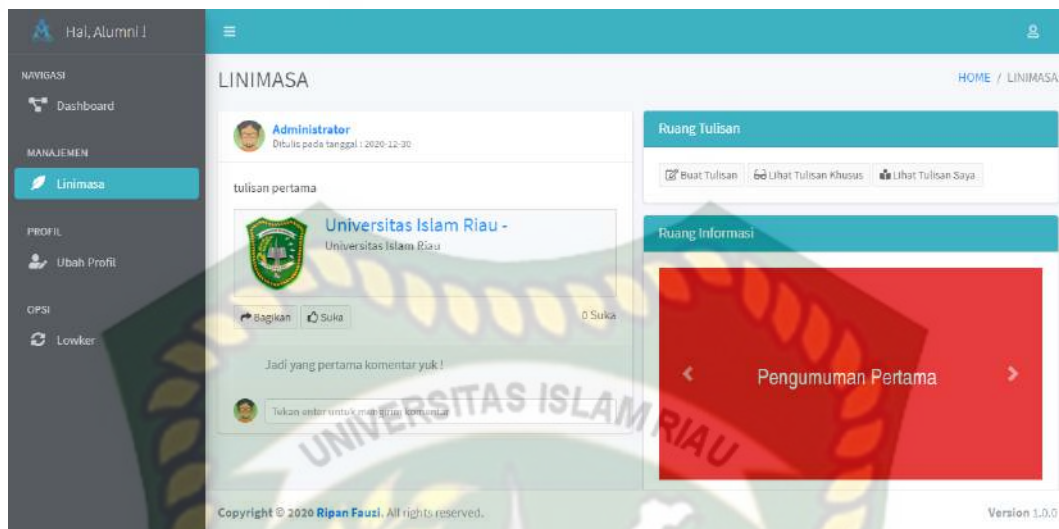 Hai, Alumni !
NAVIGASI
Dashboard
MANAJEMEN
Linimasa
PROFIL
Ubah Profil
OPSI
Lowker
LINIMASA
HOME / LINIMASA
Administrator
Ditulis pada tanggal : 2020-12-30
tulisan pertama
Universitas Islam Riau -
Universitas Islam Riau
Bagikan
Suka
0 Suka
Jadi yang pertama komentar yuk !
Tukan enter untuk mengirim komentar
Ruang Tulisan
Buat Tulisan
Lihat Tulisan Khusus
Lihat Tulisan Saya
Ruang Informasi
Pengumuman Pertama
UNIVERSITAS ISLAM RIAU
Copyright © 2020 Ripan Fauzi. All rights reserved.
Version 1.0.0